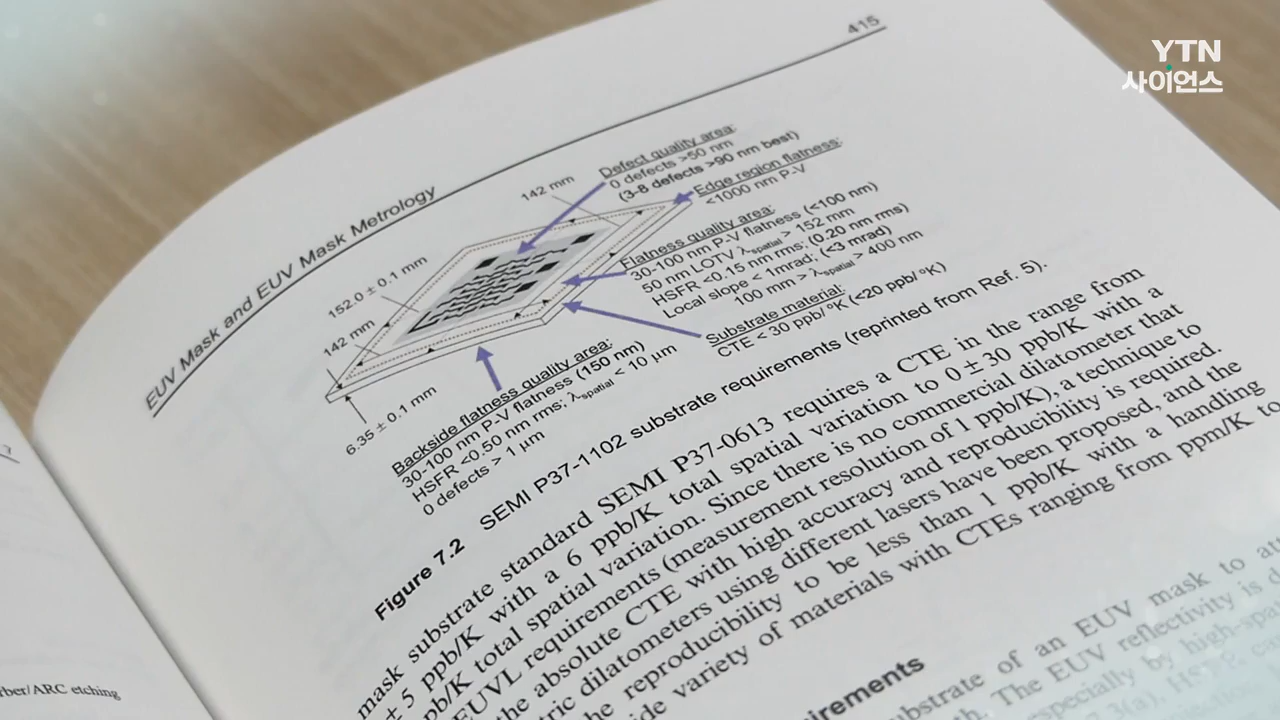 YTN
사이언스
415
EUV Mask and EUV Mask Metrology
Defect quality area:
0 defects >50 nm
(3-8 defects >90 nm best)
Edge region flatness:
<1000 nm P-V
142 mm
Flatness quality area:
30-100 nm P-V flatness (<100 nm)
50 nm LOTV λspatial > 152 mm
HSFR <0.15 nm rms; (0.20 nm rms)
Local slope < 1mrad; (<3 mrad)
100 mm > λspatial > 400 nm
152.0 ± 0.1 mm
142 mm
Substrate material:
CTE < 30 ppb/ °K (<20 ppb/ °K)
6.35 ± 0.1 mm
Backside flatness quality area:
30-100 nm P-V flatness (150 nm)
HSFR <0.50 nm rms; λspatial < 10 μm
0 defects > 1 μm
Figure 7.2 SEMI P37-1102 substrate requirements (reprinted from Ref. 5).
mask substrate standard SEMI P37-0613 requires a CTE in the range from
± 5 ppb/K with a 6 ppb/K total spatial variation to 0 ± 30 ppb/K with a
pb/K total spatial variation. Since there is no commercial dilatometer that
EUVL requirements (measurement resolution of 1 ppb/K), a technique to
the absolute CTE with high accuracy and reproducibility is required.
ric dilatometers using different lasers have been proposed, and the
he reproducibility to be less than 1 ppb/K with a handling
ide variety of materials with CTEs ranging from ppm/K to
irements
ubstrate of an EUV mask to
The EUV reflectivity is
especially by
rber/ARC etching